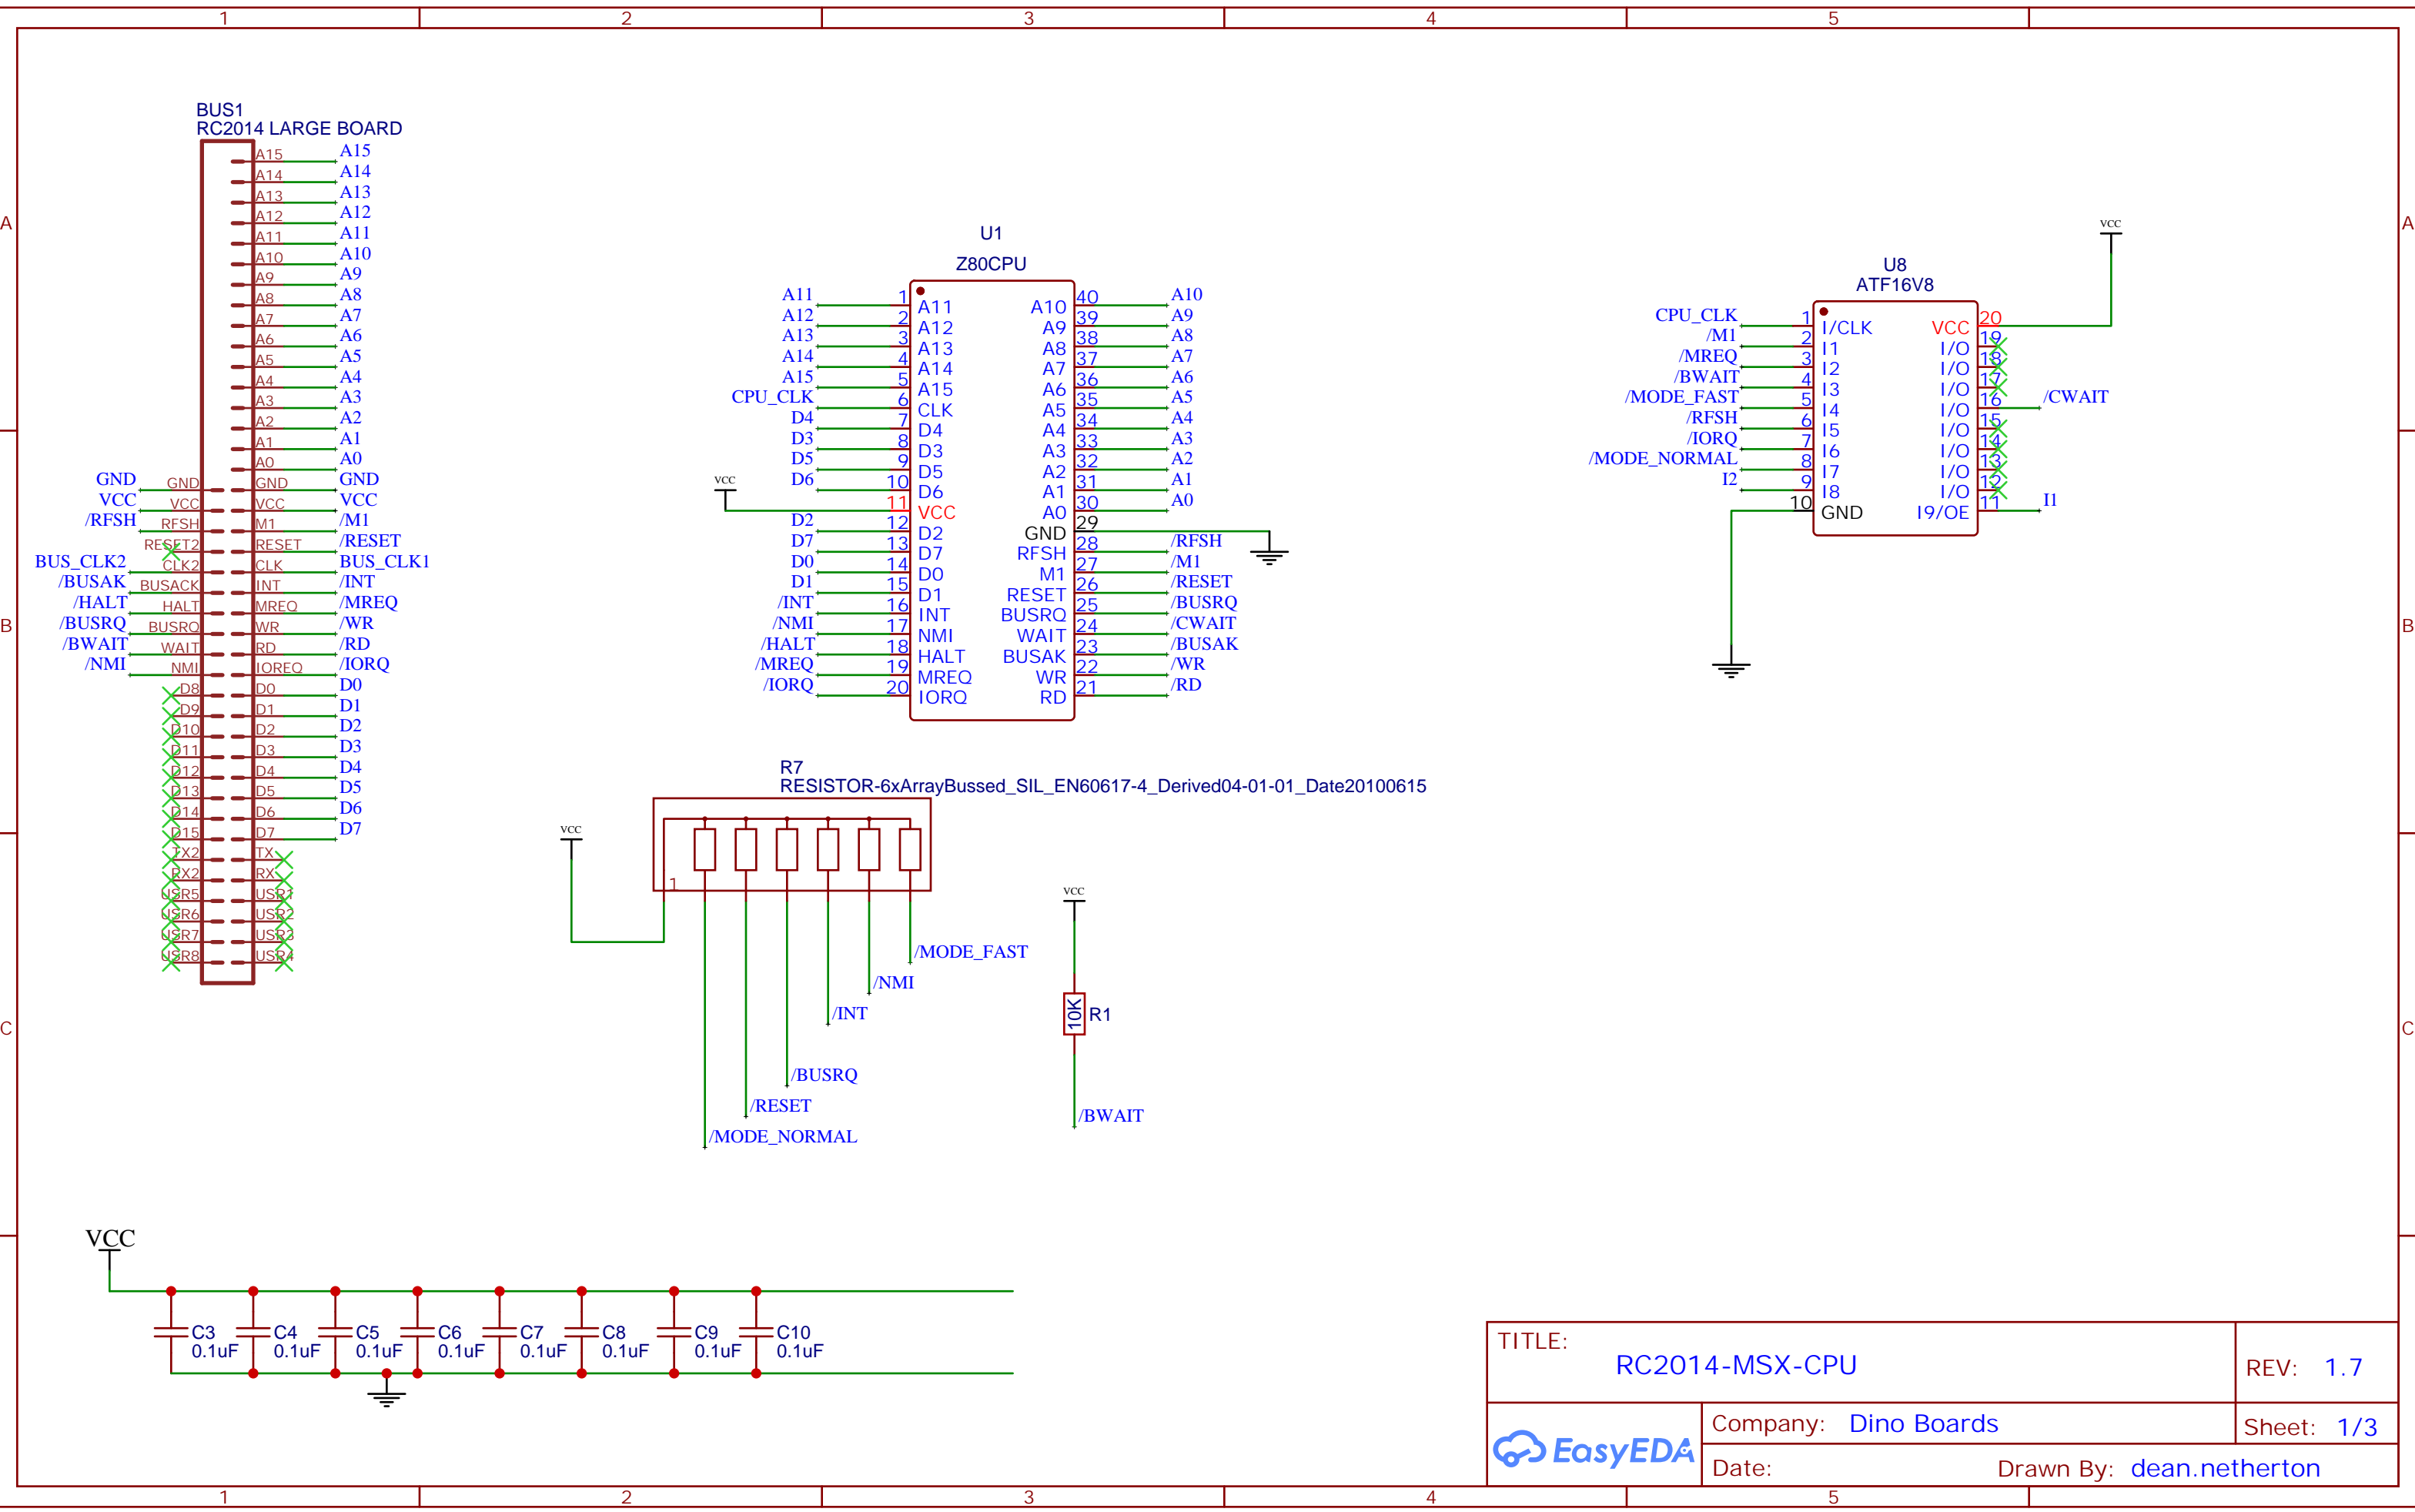 1 2 3 4 5
A
B
C
A
B
C
BUS1
RC2014 LARGE BOARD
A15 A15
A14 A14
A13 A13
A12 A12
A11 A11
A10 A10
A9 A9
A8 A8
A7 A7
A6 A6
A5 A5
A4 A4
A3 A3
A2 A2
A1 A1
A0 A0
GND GND GND GND
VCC VCC VCC VCC
/RFSH RFSH M1 /M1
RESET2 RESET /RESET
BUS_CLK2 CLK2 CLK BUS_CLK1
/BUSAK BUSACK INT /INT
/HALT HALT MREQ /MREQ
/BUSRQ BUSRQ WR /WR
/BWAIT WAIT RD /RD
/NMI NMI IOREQ /IORQ
D8 D0 D0
D9 D1 D1
D10 D2 D2
D11 D3 D3
D12 D4 D4
D13 D5 D5
D14 D6 D6
D15 D7 D7
TX2 TX
RX2 RX
USR5 USR1
USR6 USR2
USR7 USR3
USR8 USR4
U1
Z80CPU
A11 1 A11 A10 40 A10
A12 2 A12 A9 39 A9
A13 3 A13 A8 38 A8
A14 4 A14 A7 37 A7
A15 5 A15 A6 36 A6
CPU_CLK 6 CLK A5 35 A5
D4 7 D4 A4 34 A4
D3 8 D3 A3 33 A3
D5 9 D5 A2 32 A2
D6 10 D6 A1 31 A1
VCC 11 VCC A0 30 A0
D2 12 D2 GND 29
D7 13 D7 RFSH 28 /RFSH
D0 14 D0 M1 27 /M1
D1 15 D1 RESET 26 /RESET
/INT 16 INT BUSRQ 25 /BUSRQ
/NMI 17 NMI WAIT 24 /CWAIT
/HALT 18 HALT BUSAK 23 /BUSAK
/MREQ 19 MREQ WR 22 /WR
/IORQ 20 IORQ RD 21 /RD
VCC
U8
ATF16V8
CPU_CLK 1 I/CLK VCC 20
/M1 2 I1 I/O 19
/MREQ 3 I2 I/O 18
/BWAIT 4 I3 I/O 17
/MODE_FAST 5 I4 I/O 16 /CWAIT
/RFSH 6 I5 I/O 15
/IORQ 7 I6 I/O 14
/MODE_NORMAL 8 I7 I/O 13
I2 9 I8 I/O 12
10 GND I9/OE 11 I1
R7
RESISTOR-6xArrayBussed_SIL_EN60617-4_Derived04-01-01_Date20100615
VCC
1
/MODE_FAST
/NMI
/INT
/BUSRQ
/RESET
/MODE_NORMAL
VCC
10K R1
/BWAIT
VCC
C3 C4 C5 C6 C7 C8 C9 C10
0.1uF 0.1uF 0.1uF 0.1uF 0.1uF 0.1uF 0.1uF 0.1uF
TITLE:
RC2014-MSX-CPU
REV: 1.7
EasyEDA
Company: Dino Boards
Sheet: 1/3
Date:
Drawn By: dean.netherton
1 2 3 4 5